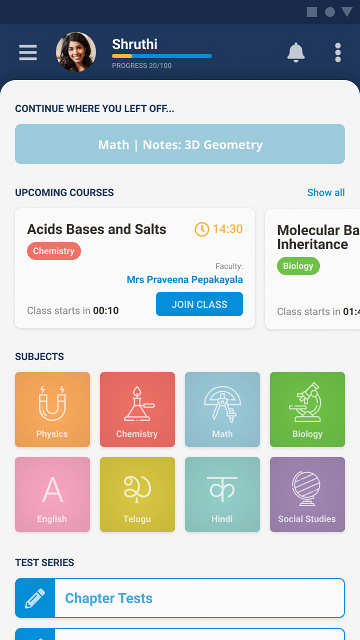 Shruthi
PROGRESS 20/100
CONTINUE WHERE YOU LEFT OFF...
Math | Notes: 3D Geometry
UPCOMING COURSES
Show all
Acids Bases and Salts
14:30
Chemistry
Faculty:
Mrs Praveena Pepakayala
Class starts in 00:10
JOIN CLASS
Molecular Ba
Inheritance
Biology
Class starts in 01:4
SUBJECTS
Physics
Chemistry
Math
Biology
A
English
Telugu
क
Hindi
Social Studies
TEST SERIES
Chapter Tests